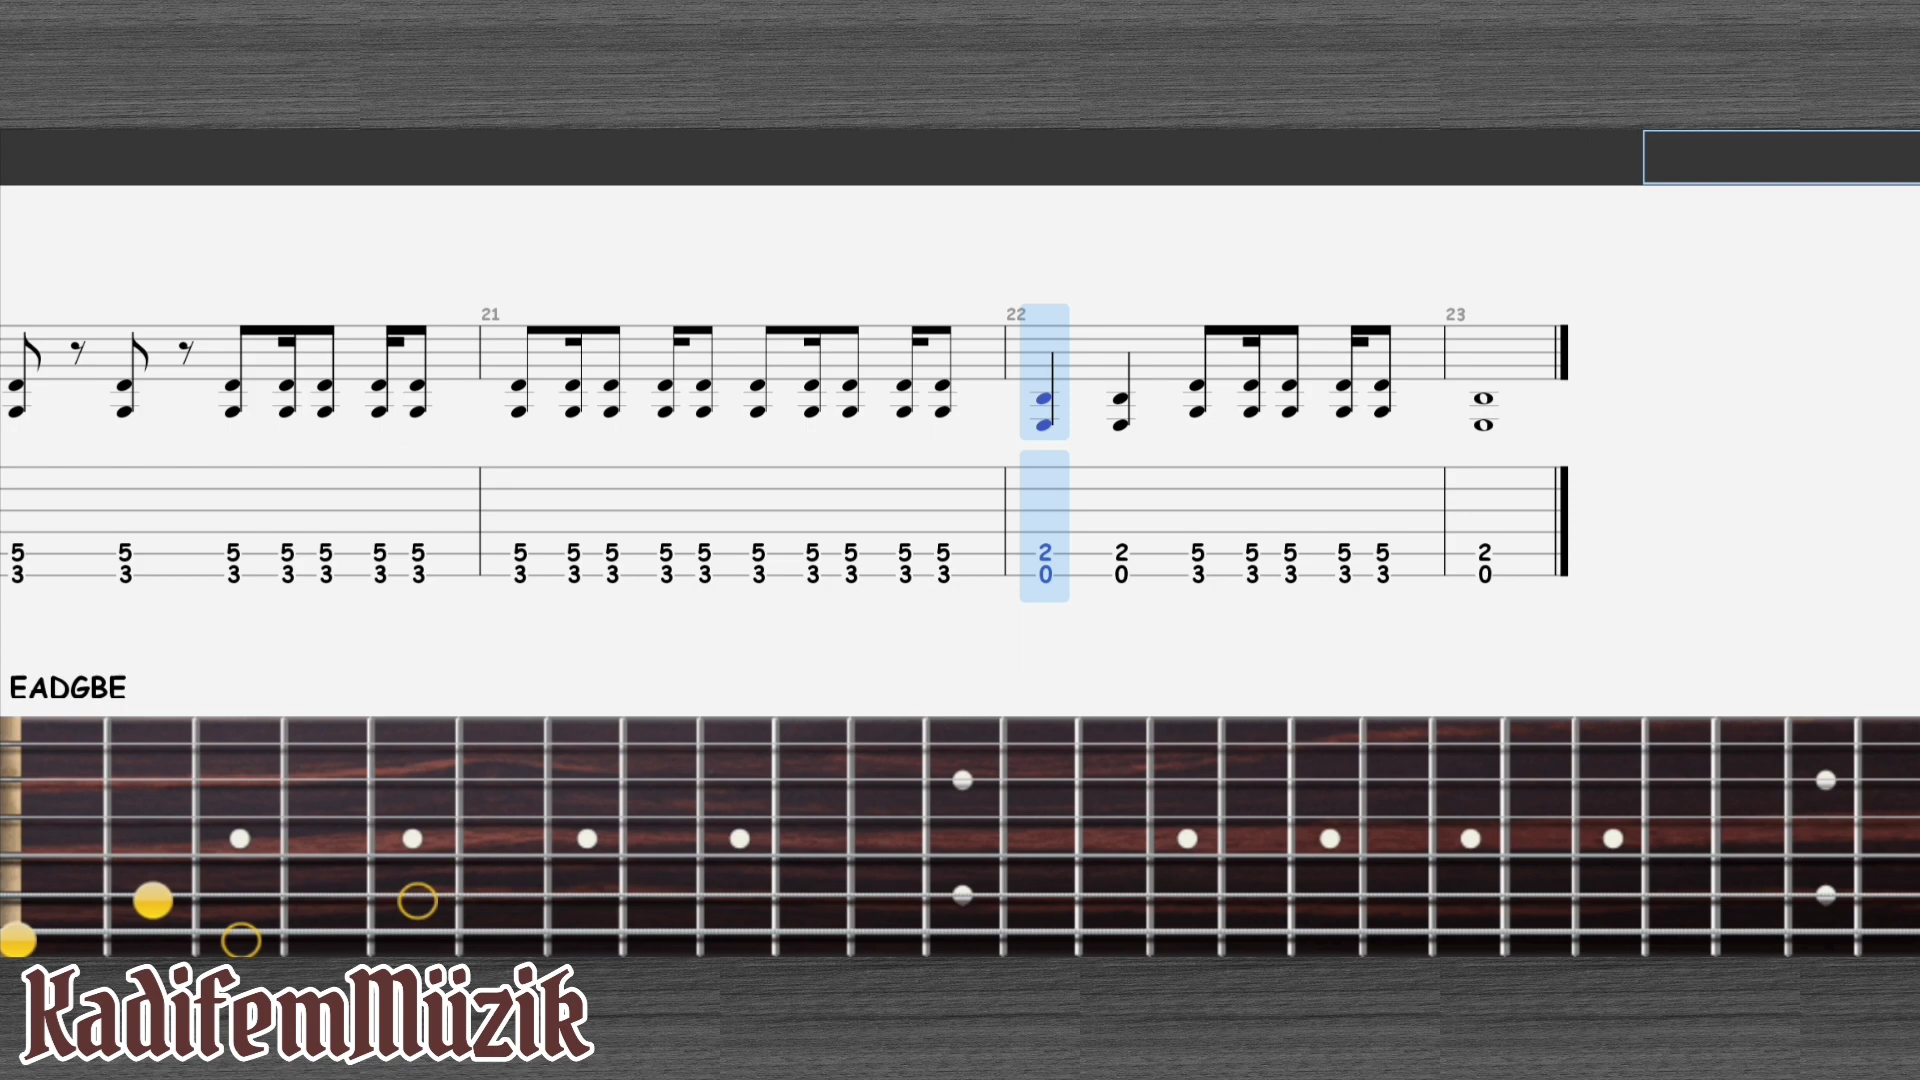 21 22 23
5 5 5 5 5 5 5 5 5 5 5 5 5 5 5 5 5 2 2 5 5 5 5 5 2
3 3 3 3 3 3 3 3 3 3 3 3 3 3 3 3 3 0 0 3 3 3 3 3 0
EADGBE
KadifemMüzik